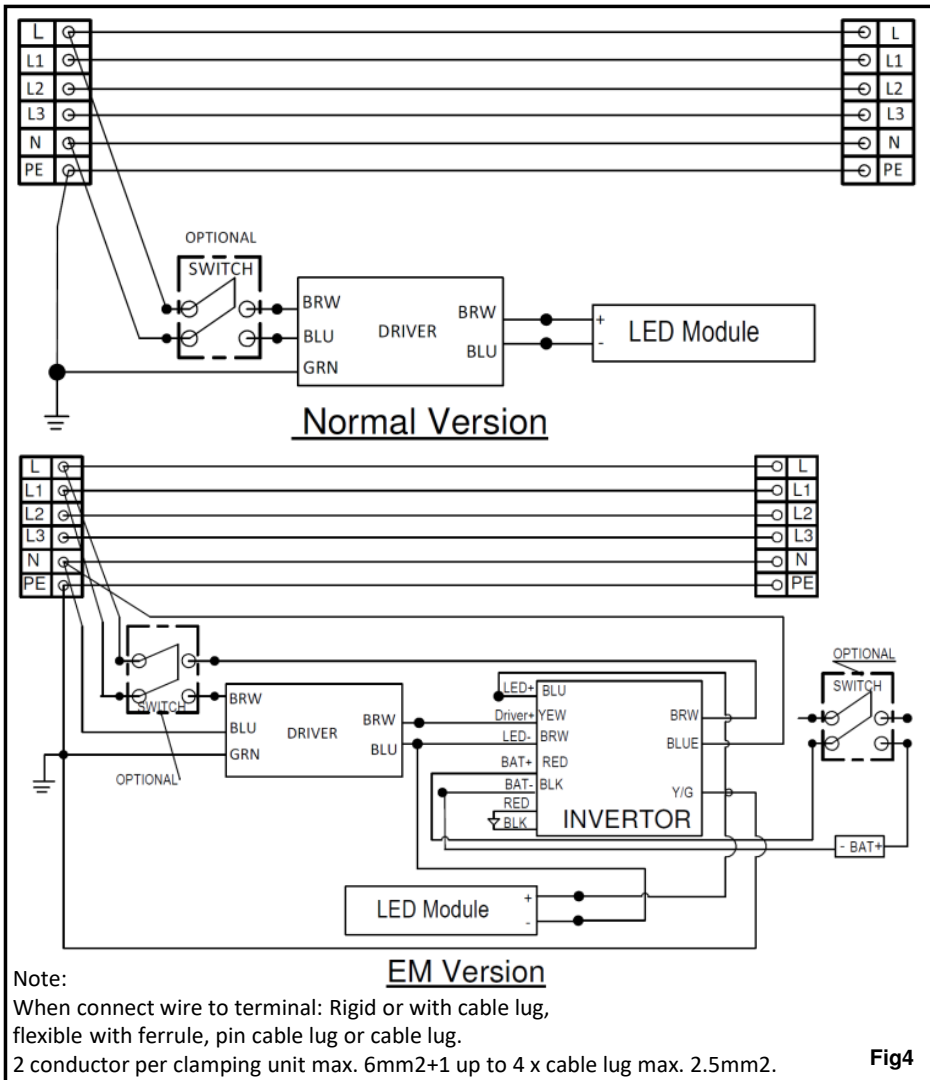 L
L1
L2
L3
N
PE
L
L1
L2
L3
N
PE
OPTIONAL
SWITCH
BRW
BLU
GRN
DRIVER
BRW
BLU
+
-
LED Module
Normal Version
L
L1
L2
L3
N
PE
L
L1
L2
L3
N
PE
SWITCH
OPTIONAL
BRW
BLU
GRN
DRIVER
BRW
BLU
LED+ BLU
Driver+ YEW
LED- BRW
BAT+ RED
BAT- BLK
RED
BLK
BRW
BLUE
Y/G
INVERTOR
OPTIONAL
SWITCH
- BAT+
LED Module
+
-
EM Version
Note:
When connect wire to terminal: Rigid or with cable lug,
flexible with ferrule, pin cable lug or cable lug.
2 conductor per clamping unit max. 6mm2+1 up to 4 x cable lug max. 2.5mm2.
Fig4